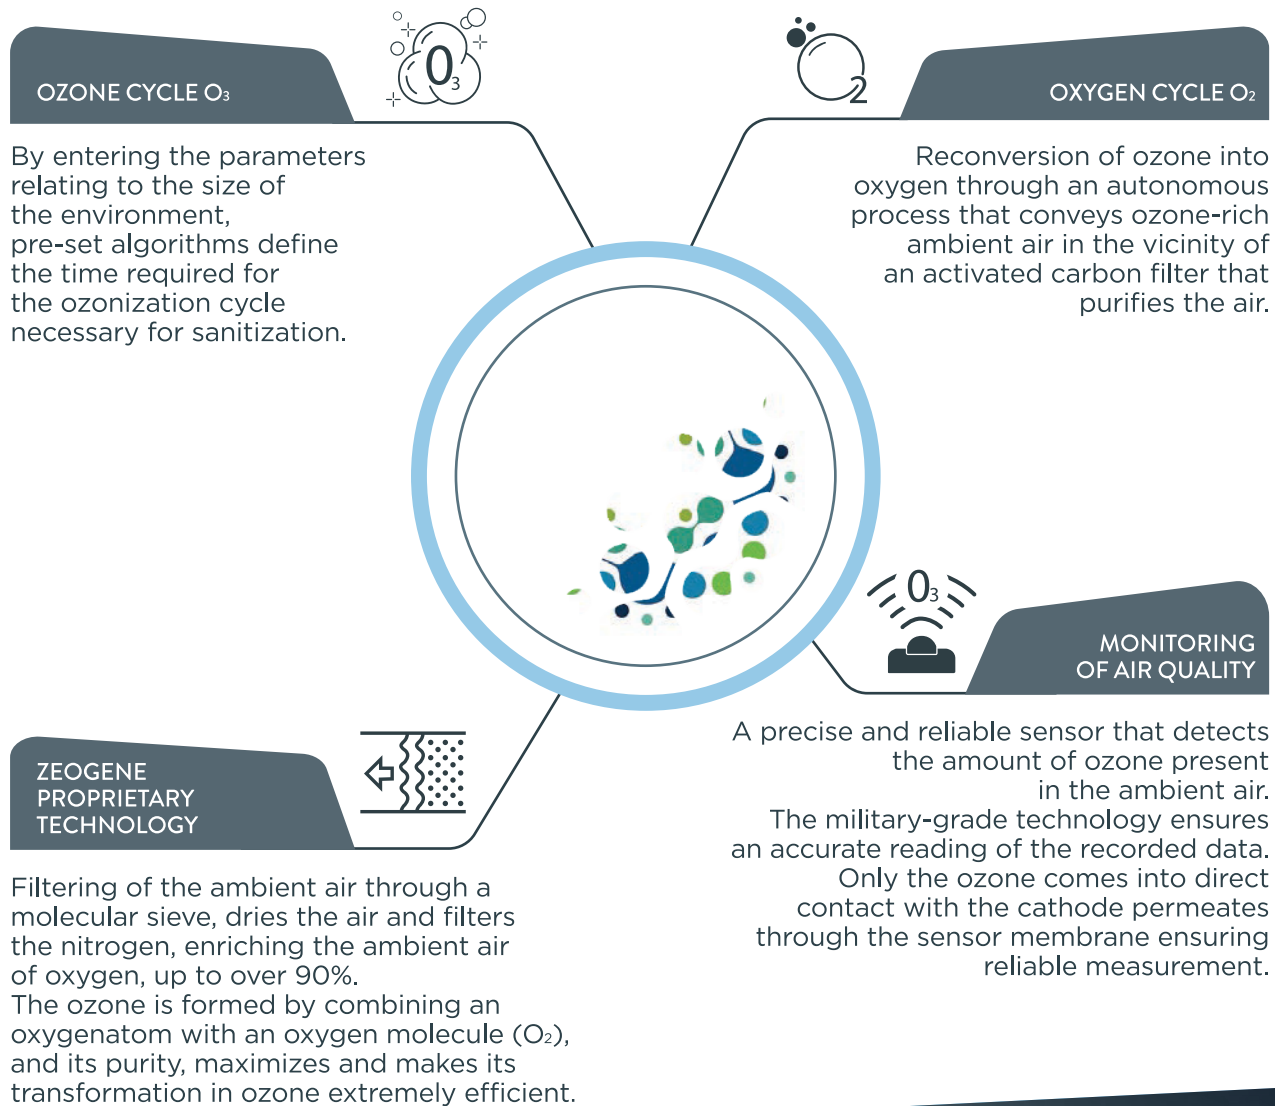 OZONE CYCLE O₃
O₃
By entering the parameters
relating to the size of
the environment,
pre-set algorithms define
the time required for
the ozonization cycle
necessary for sanitization.
2
OXYGEN CYCLE O₂
Reconversion of ozone into
oxygen through an autonomous
process that conveys ozone-rich
ambient air in the vicinity of
an activated carbon filter that
purifies the air.
O₃
MONITORING
OF AIR QUALITY
A precise and reliable sensor that detects
the amount of ozone present
in the ambient air.
The military-grade technology ensures
an accurate reading of the recorded data.
Only the ozone comes into direct
contact with the cathode permeates
through the sensor membrane ensuring
reliable measurement.
ZEOGENE
PROPRIETARY
TECHNOLOGY
Filtering of the ambient air through a
molecular sieve, dries the air and filters
the nitrogen, enriching the ambient air
of oxygen, up to over 90%.
The ozone is formed by combining an
oxygenatom with an oxygen molecule (O₂),
and its purity, maximizes and makes its
transformation in ozone extremely efficient.